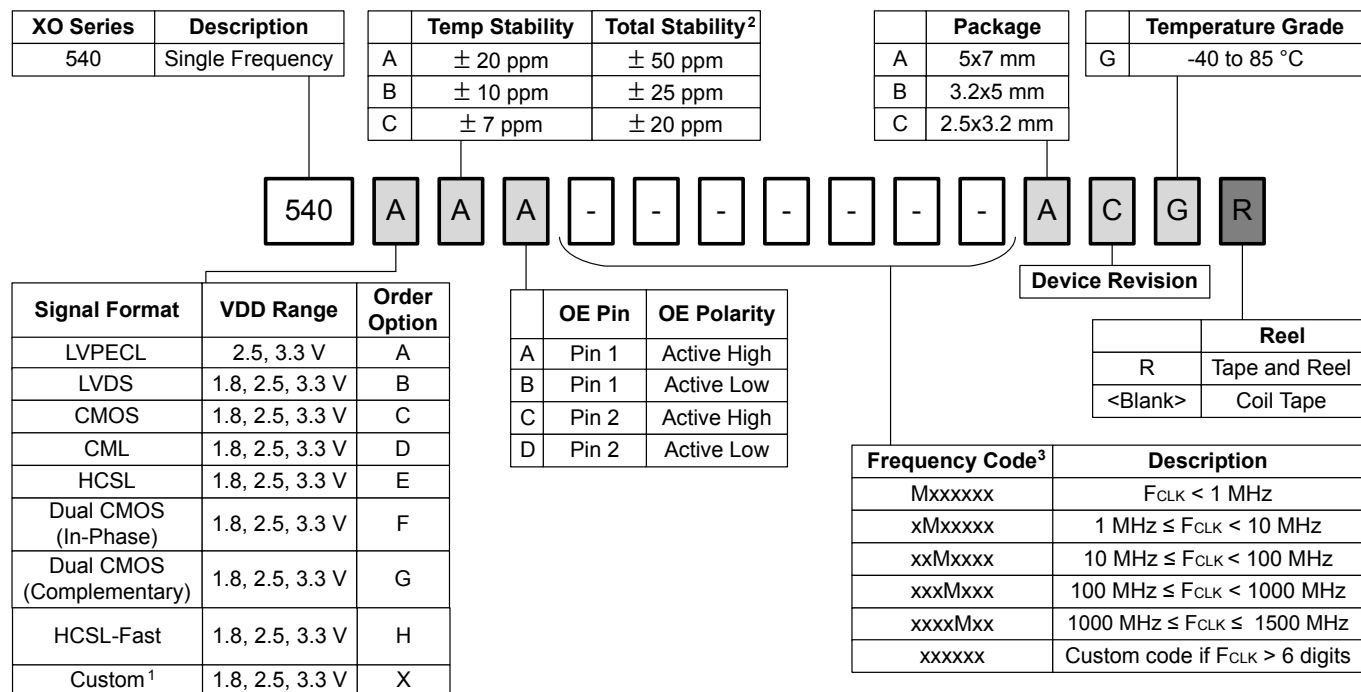 XO Series Description
540 Single Frequency
Temp Stability Total Stability²
A ± 20 ppm ± 50 ppm
B ± 10 ppm ± 25 ppm
C ± 7 ppm ± 20 ppm
Package
A 5x7 mm
B 3.2x5 mm
C 2.5x3.2 mm
Temperature Grade
G -40 to 85 °C
540 A A A - - - - - - - A C G R
Device Revision
Signal Format VDD Range Order Option
LVPECL 2.5, 3.3 V A
LVDS 1.8, 2.5, 3.3 V B
CMOS 1.8, 2.5, 3.3 V C
CML 1.8, 2.5, 3.3 V D
HCSL 1.8, 2.5, 3.3 V E
Dual CMOS (In-Phase) 1.8, 2.5, 3.3 V F
Dual CMOS (Complementary) 1.8, 2.5, 3.3 V G
HCSL-Fast 1.8, 2.5, 3.3 V H
Custom¹ 1.8, 2.5, 3.3 V X
OE Pin OE Polarity
A Pin 1 Active High
B Pin 1 Active Low
C Pin 2 Active High
D Pin 2 Active Low
Reel
R Tape and Reel
<Blank> Coil Tape
Frequency Code³ Description
Mxxxxxx FCLK < 1 MHz
xMxxxxx 1 MHz ≤ FCLK < 10 MHz
xxMxxxx 10 MHz ≤ FCLK < 100 MHz
xxxMxxx 100 MHz ≤ FCLK < 1000 MHz
xxxxMxx 1000 MHz ≤ FCLK ≤ 1500 MHz
xxxxxx Custom code if FCLK > 6 digits